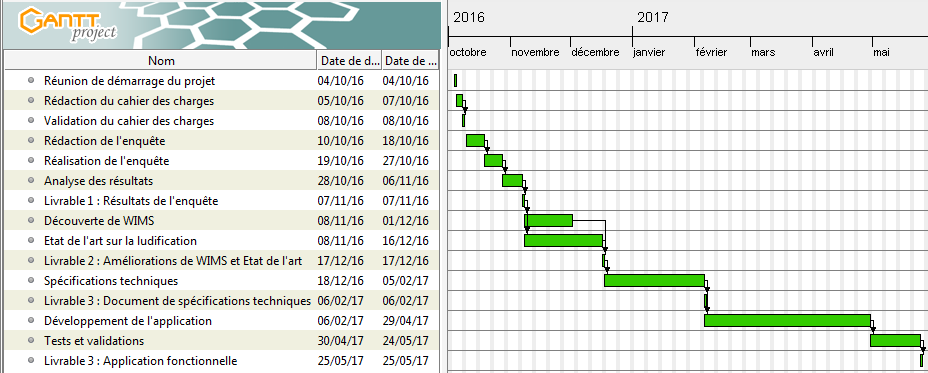 GANTT
project
2016
2017
octobre novembre décembre janvier février mars avril mai
Nom Date de d... Date de ...
Réunion de démarrage du projet 04/10/16 04/10/16
Rédaction du cahier des charges 05/10/16 07/10/16
Validation du cahier des charges 08/10/16 08/10/16
Rédaction de l'enquête 10/10/16 18/10/16
Réalisation de l'enquête 19/10/16 27/10/16
Analyse des résultats 28/10/16 06/11/16
Livrable 1 : Résultats de l'enquête 07/11/16 07/11/16
Découverte de WIMS 08/11/16 01/12/16
Etat de l'art sur la ludification 08/11/16 16/12/16
Livrable 2 : Améliorations de WIMS et Etat de l'art 17/12/16 17/12/16
Spécifications techniques 18/12/16 05/02/17
Livrable 3 : Document de spécifications techniques 06/02/17 06/02/17
Développement de l'application 06/02/17 29/04/17
Tests et validations 30/04/17 24/05/17
Livrable 3 : Application fonctionnelle 25/05/17 25/05/17